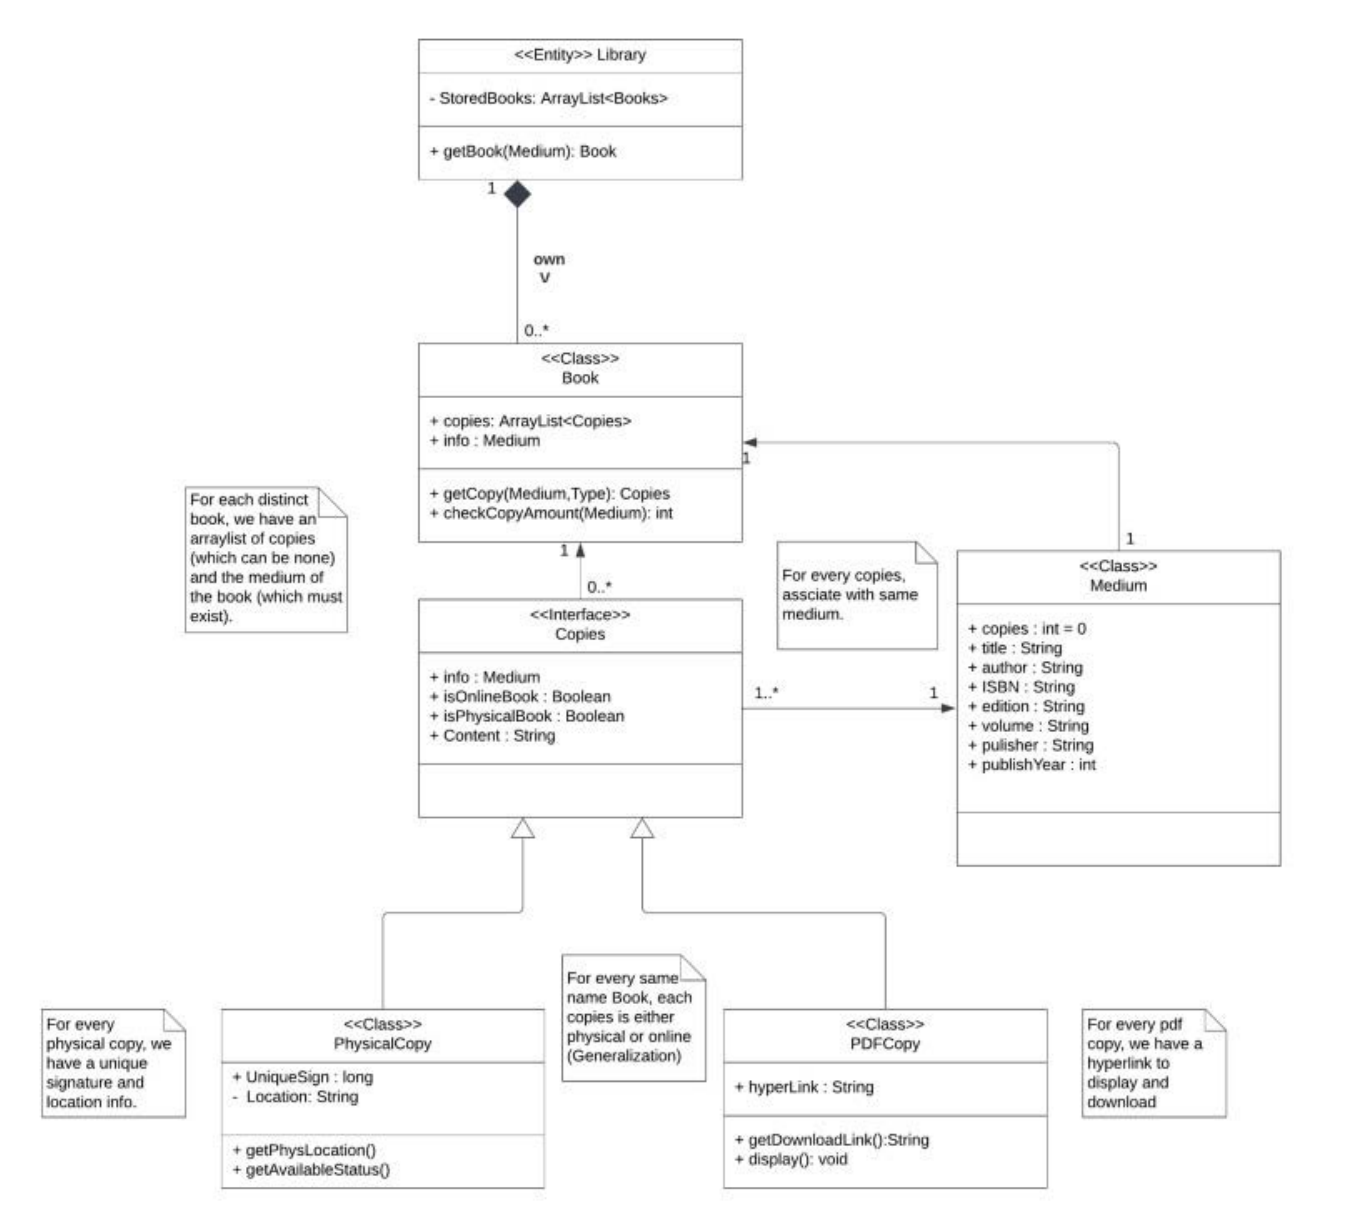 <<Entity>> Library
- StoredBooks: ArrayList<Books>
+ getBook(Medium): Book
1
own
V
0..*
<<Class>>
Book
+ copies: ArrayList<Copies>
+ info : Medium
+ getCopy(Medium,Type): Copies
+ checkCopyAmount(Medium): int
1
1
For each distinct
book, we have an
arraylist of copies
(which can be none)
and the medium of
the book (which must
exist).
1
0..*
For every copies,
assciate with same
medium.
<<Class>>
Medium
+ copies : int = 0
+ title : String
+ author : String
+ ISBN : String
+ edition : String
+ volume : String
+ pulisher : String
+ publishYear : int
<<Interface>>
Copies
+ info : Medium
+ isOnlineBook : Boolean
+ isPhysicalBook : Boolean
+ Content : String
1..*
1
For every
physical copy, we
have a unique
signature and
location info.
<<Class>>
PhysicalCopy
+ UniqueSign : long
- Location: String
+ getPhysLocation()
+ getAvailableStatus()
For every same
name Book, each
copies is either
physical or online
(Generalization)
<<Class>>
PDFCopy
+ hyperLink : String
+ getDownloadLink():String
+ display(): void
For every pdf
copy, we have a
hyperlink to
display and
download